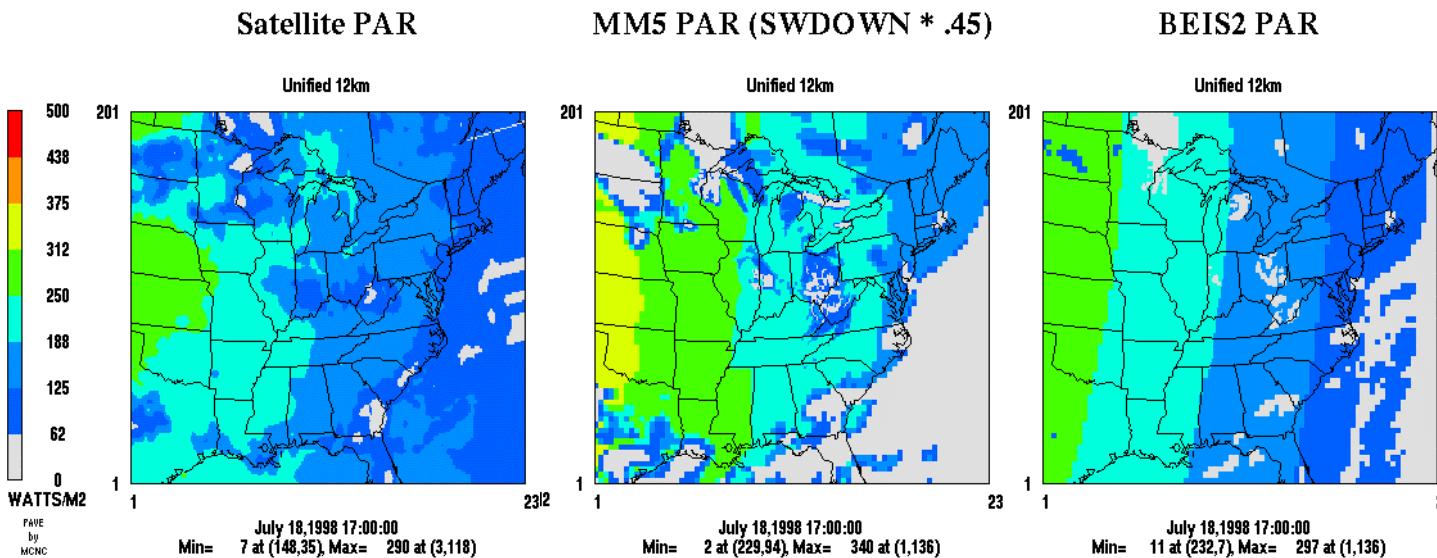 Satellite PAR
MM5 PAR (SWDOWN * .45)
BEIS2 PAR
Unified 12km
Unified 12km
Unified 12km
500
438
375
312
250
188
125
62
0
WATTS/M2
PAVE
by
MCNC
201
1
1
23
July 18,1998 17:00:00
Min= 7 at (148,35), Max= 290 at (3,118)
201
1
1
23
July 18,1998 17:00:00
Min= 2 at (229,94), Max= 340 at (1,136)
201
1
1
July 18,1998 17:00:00
Min= 11 at (232,7), Max= 297 at (1,136)